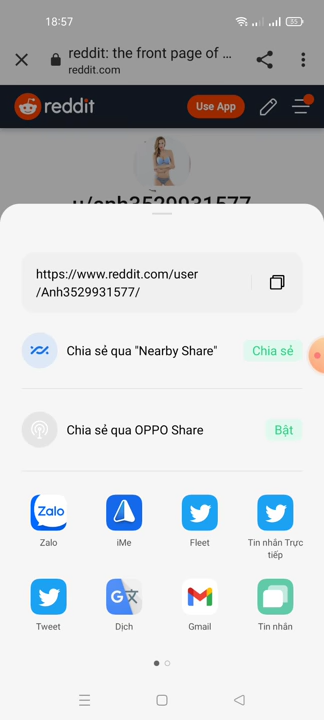 18:57
85
reddit: the front page of ...
reddit.com
reddit
Use App
u/anh3529931577
https://www.reddit.com/user
/Anh3529931577/
Chia sẻ qua "Nearby Share"
Chia sẻ
Chia sẻ qua OPPO Share
Bật
Zalo
Zalo
iMe
Fleet
Tin nhắn Trực
tiếp
Tweet
Dịch
Gmail
Tin nhắn